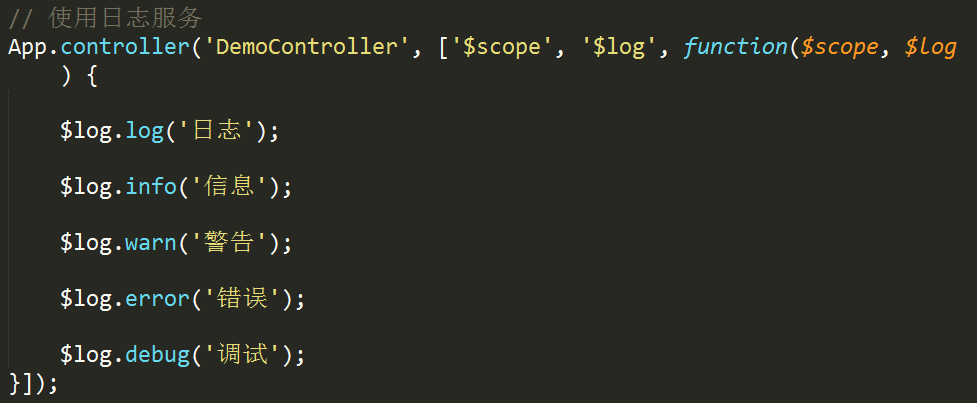 // 使用日志服务
App.controller('DemoController', ['$scope', '$log', function($scope, $log
) {
$log.log('日志');
$log.info('信息');
$log.warn('警告');
$log.error('错误');
$log.debug('调试');
}]);